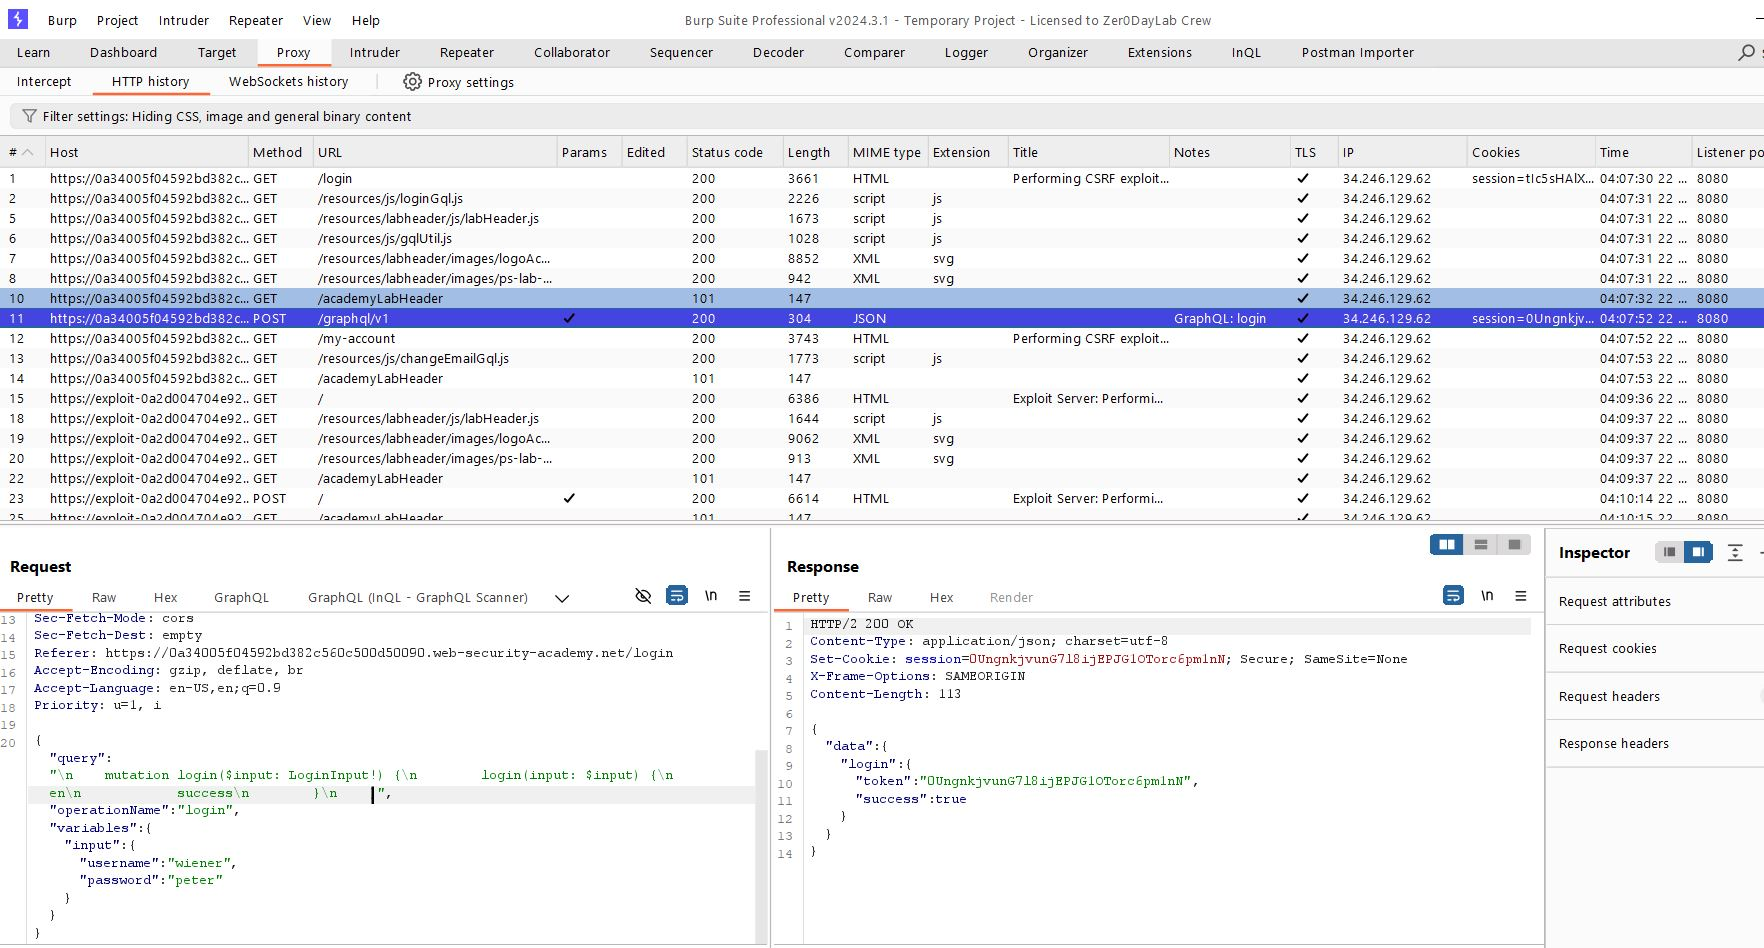 Burp Project Intruder Repeater View Help Burp Suite Professional v2024.3.1 - Temporary Project - Licensed to Zer0DayLab Crew
Learn Dashboard Target Proxy Intruder Repeater Collaborator Sequencer Decoder Comparer Logger Organizer Extensions InQL Postman Importer
Intercept HTTP history WebSockets history Proxy settings
Filter settings: Hiding CSS, image and general binary content
# Host Method URL Params Edited Status code Length MIME type Extension Title Notes TLS IP Cookies Time Listener po
1 https://0a34005f04592bd382c... GET /login 200 3661 HTML Performing CSRF exploit... ✓ 34.246.129.62 session=tIc5sHAlX... 04:07:30 22 ... 8080
2 https://0a34005f04592bd382c... GET /resources/js/loginGql.js 200 2226 script js ✓ 34.246.129.62 04:07:31 22 ... 8080
5 https://0a34005f04592bd382c... GET /resources/labheader/js/labHeader.js 200 1673 script js ✓ 34.246.129.62 04:07:31 22 ... 8080
6 https://0a34005f04592bd382c... GET /resources/js/gqlUtil.js 200 1028 script js ✓ 34.246.129.62 04:07:31 22 ... 8080
7 https://0a34005f04592bd382c... GET /resources/labheader/images/logoAc... 200 8852 XML svg ✓ 34.246.129.62 04:07:31 22 ... 8080
8 https://0a34005f04592bd382c... GET /resources/labheader/images/ps-lab-... 200 942 XML svg ✓ 34.246.129.62 04:07:31 22 ... 8080
10 https://0a34005f04592bd382c... GET /academyLabHeader 101 147 ✓ 34.246.129.62 04:07:32 22 ... 8080
11 https://0a34005f04592bd382c... POST /graphql/v1 ✓ 200 304 JSON GraphQL: login ✓ 34.246.129.62 session=0Ungnkjv... 04:07:52 22 ... 8080
12 https://0a34005f04592bd382c... GET /my-account 200 3743 HTML Performing CSRF exploit... ✓ 34.246.129.62 04:07:52 22 ... 8080
13 https://0a34005f04592bd382c... GET /resources/js/changeEmailGql.js 200 1773 script js ✓ 34.246.129.62 04:07:53 22 ... 8080
14 https://0a34005f04592bd382c... GET /academyLabHeader 101 147 ✓ 34.246.129.62 04:07:53 22 ... 8080
15 https://exploit-0a2d004704e92... GET / 200 6386 HTML Exploit Server: Performi... ✓ 34.246.129.62 04:09:36 22 ... 8080
18 https://exploit-0a2d004704e92... GET /resources/labheader/js/labHeader.js 200 1644 script js ✓ 34.246.129.62 04:09:37 22 ... 8080
19 https://exploit-0a2d004704e92... GET /resources/labheader/images/logoAc... 200 9062 XML svg ✓ 34.246.129.62 04:09:37 22 ... 8080
20 https://exploit-0a2d004704e92... GET /resources/labheader/images/ps-lab-... 200 913 XML svg ✓ 34.246.129.62 04:09:37 22 ... 8080
22 https://exploit-0a2d004704e92... GET /academyLabHeader 101 147 ✓ 34.246.129.62 04:09:37 22 ... 8080
23 https://exploit-0a2d004704e92... POST / ✓ 200 6614 HTML Exploit Server: Performi... ✓ 34.246.129.62 04:10:14 22 ... 8080
25 https://exploit-0a2d004704e92... GET /academyLabHeader 101 147 ✓ 34.246.129.62 04:10:15 22 ... 8080
Request
Pretty Raw Hex GraphQL GraphQL (InQL - GraphQL Scanner) \n
13 Sec-Fetch-Mode: cors
14 Sec-Fetch-Dest: empty
15 Referer: https://0a34005f04592bd382c560c500d50090.web-security-academy.net/login
16 Accept-Encoding: gzip, deflate, br
17 Accept-Language: en-US,en;q=0.9
18 Priority: u=1, i
19
20 {
"query":
"\n    mutation login($input: LoginInput!) {\n        login(input: $input) {\n
en\n            success\n        }\n    ",
"operationName":"login",
"variables":{
"input":{
"username":"wiener",
"password":"peter"
}
}
}
Response
Pretty Raw Hex Render \n
1 HTTP/2 200 OK
2 Content-Type: application/json; charset=utf-8
3 Set-Cookie: session=0UngnkjvunG7l8ijEPJGlOTorc6pmlnN; Secure; SameSite=None
4 X-Frame-Options: SAMEORIGIN
5 Content-Length: 113
6
7 {
8 "data":{
9 "login":{
10 "token":"0UngnkjvunG7l8ijEPJGlOTorc6pmlnN",
11 "success":true
12 }
13 }
14 }
Inspector
Request attributes
Request cookies
Request headers
Response headers